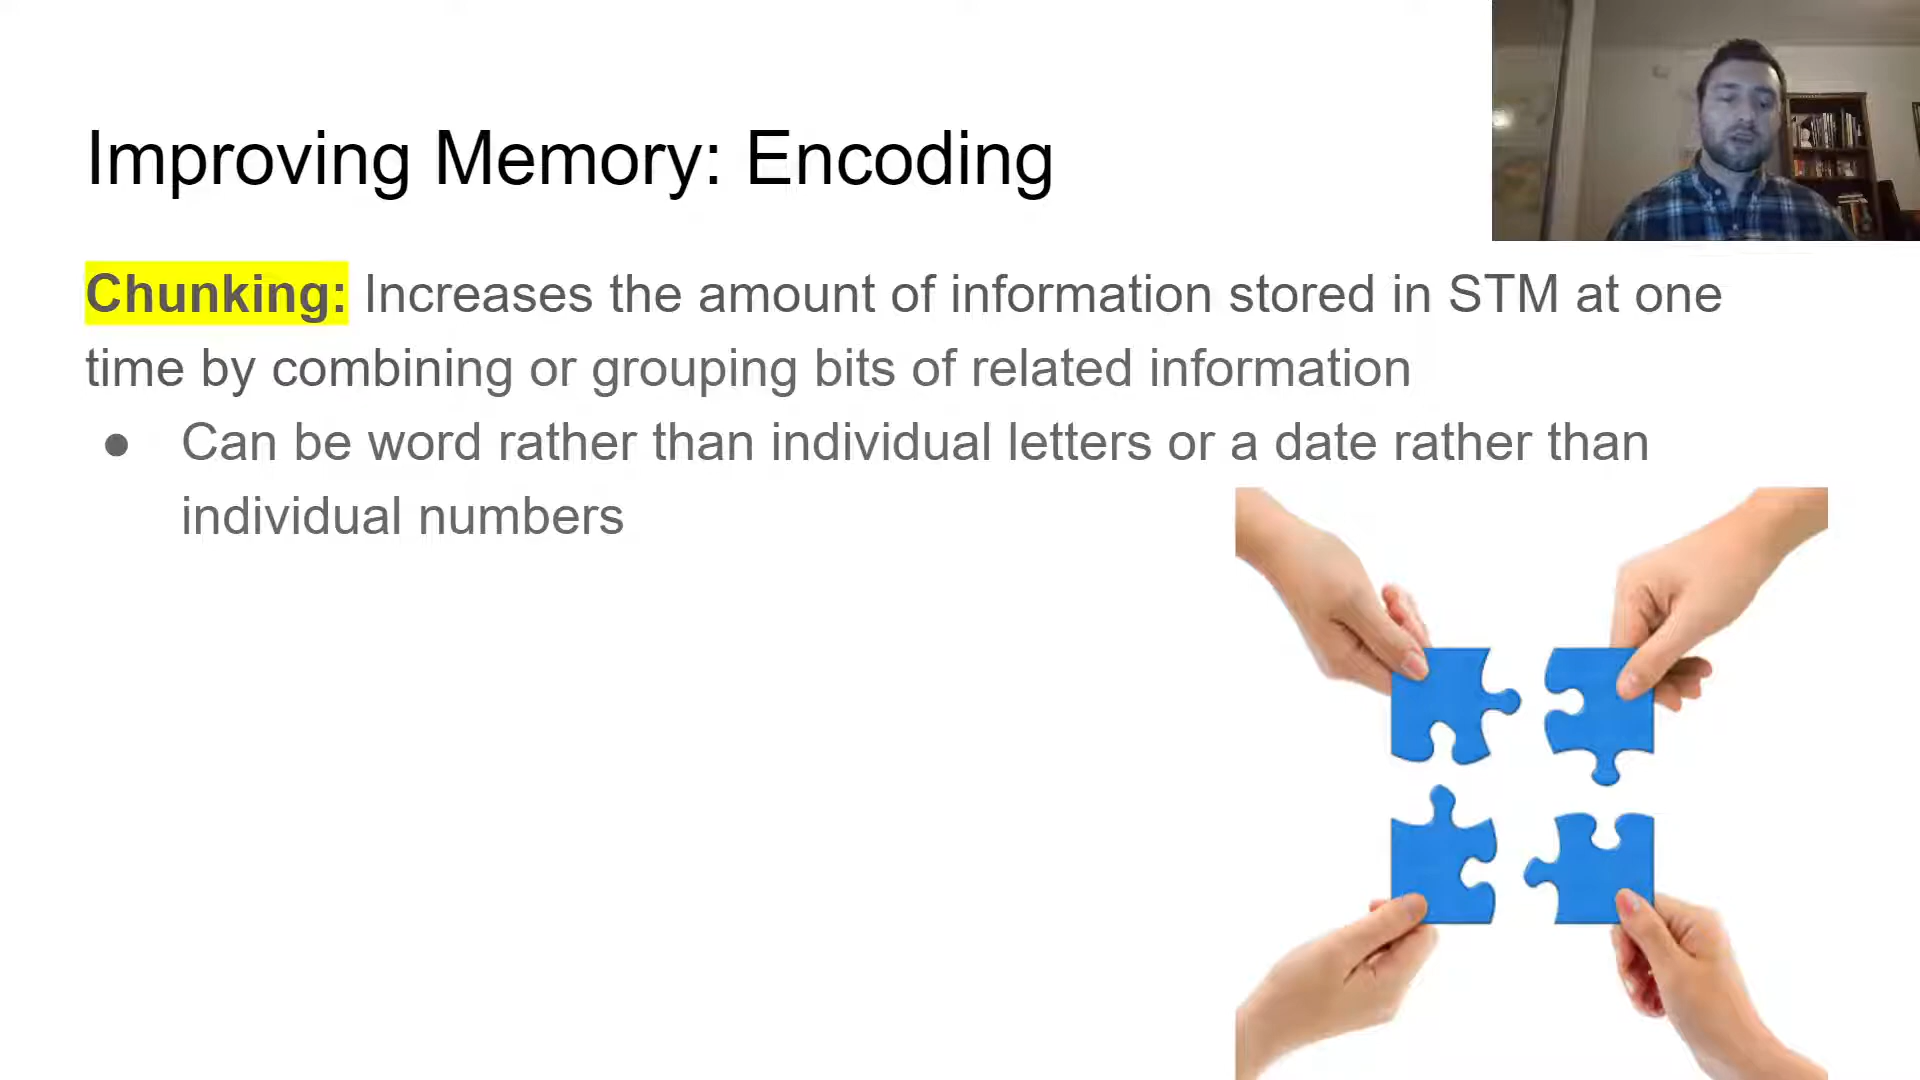 Improving Memory: Encoding
Chunking: Increases the amount of information stored in STM at one
time by combining or grouping bits of related information
● Can be word rather than individual letters or a date rather than
individual numbers